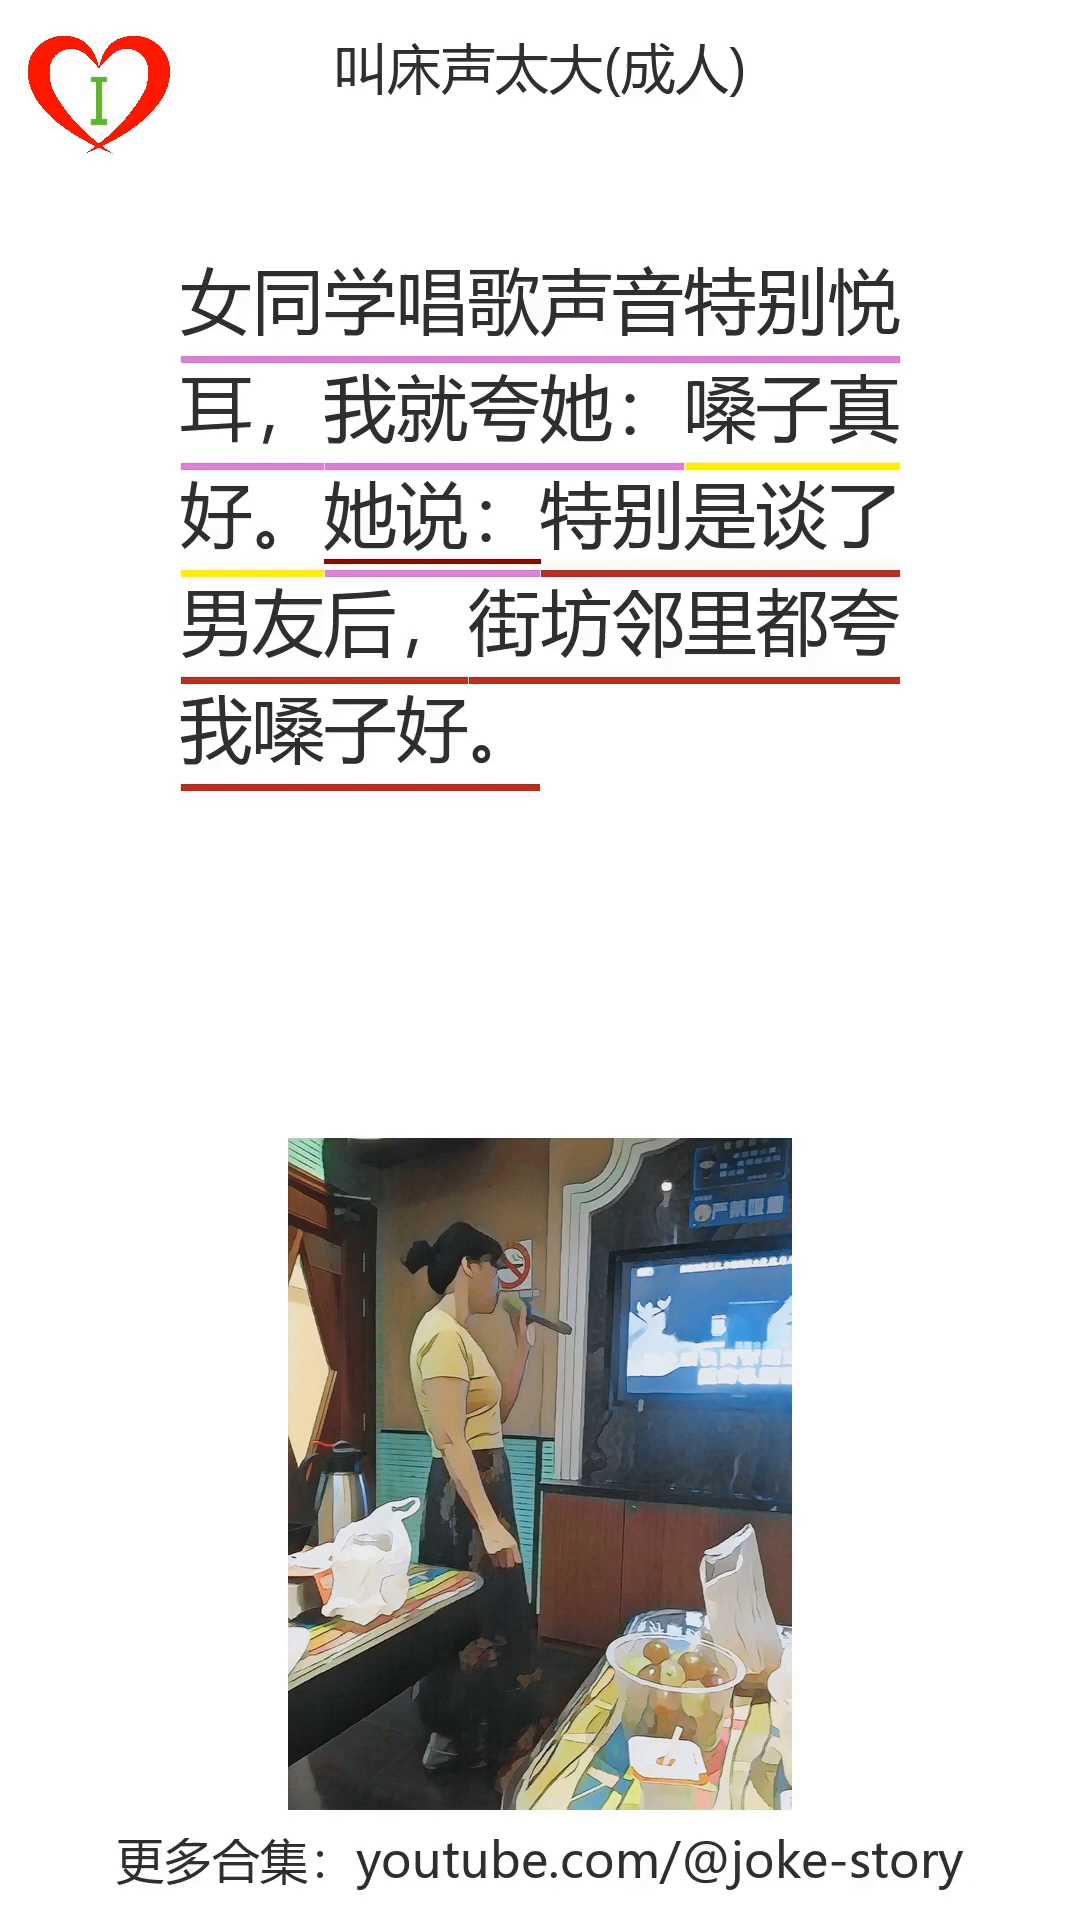 I
叫床声太大(成人)
女同学唱歌声音特别悦
耳，我就夸她：嗓子真
好。她说：特别是谈了
男友后，街坊邻里都夸
我嗓子好。
更多合集：youtube.com/@joke-story